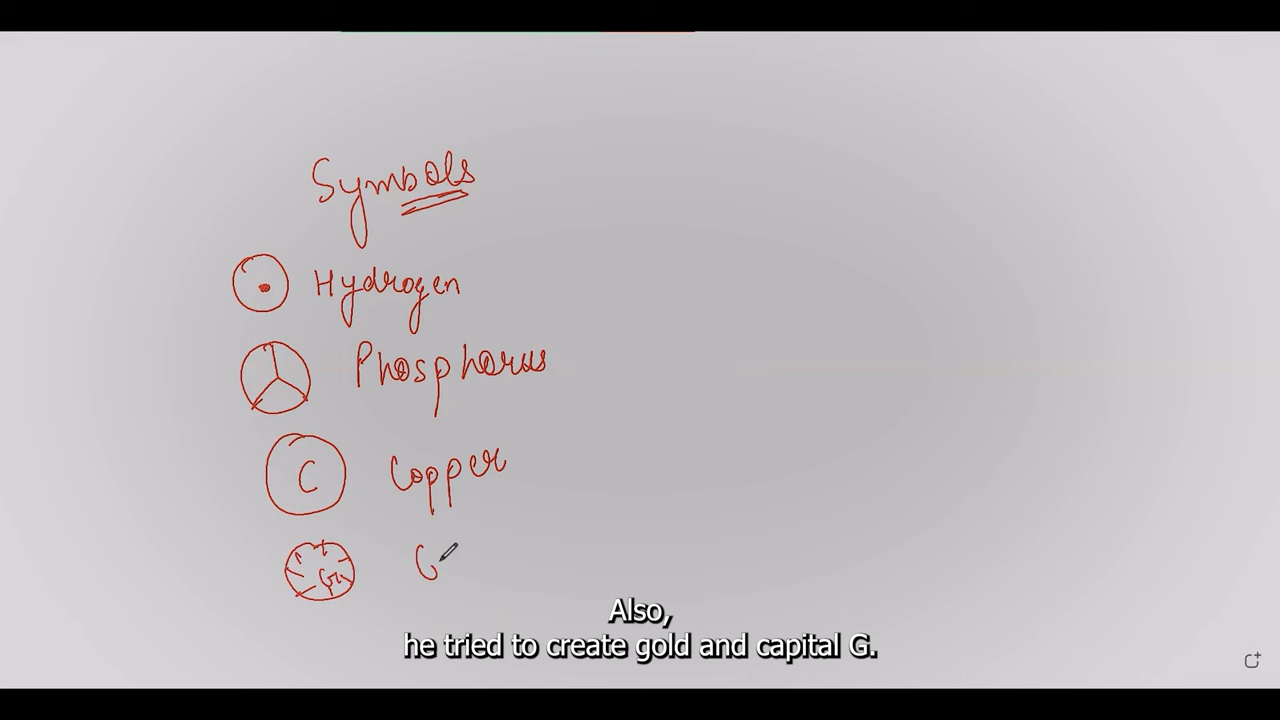 Symbols
Hydrogen
Phosphorus
C Copper
G G
Also,
he tried to create gold and capital G.